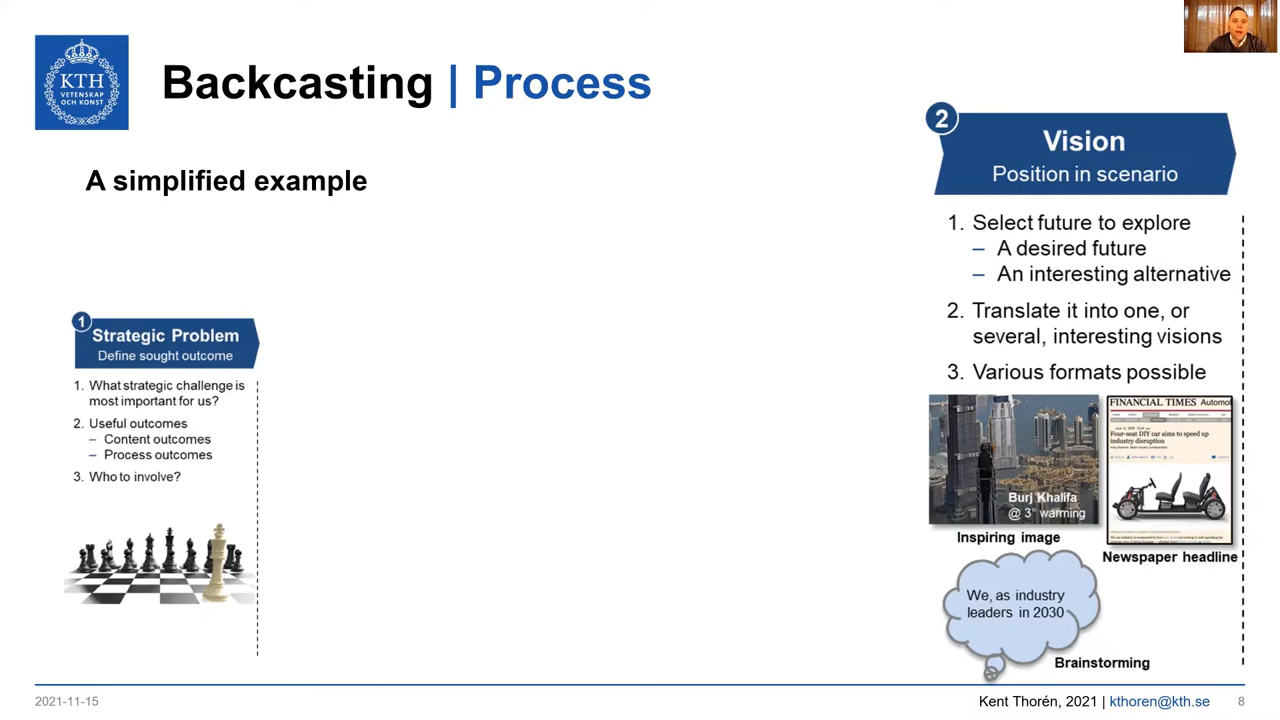 KTH
VETENSKAP
OCH KONST
Backcasting | Process
A simplified example
1
Strategic Problem
Define sought outcome
1. What strategic challenge is
most important for us?
2. Useful outcomes
– Content outcomes
– Process outcomes
3. Who to involve?
2
Vision
Position in scenario
1. Select future to explore
– A desired future
– An interesting alternative
2. Translate it into one, or
several, interesting visions
3. Various formats possible
Burj Khalifa
@ 3° warming
Inspiring image
FINANCIAL TIMES Automo
Four-seat DIY car aims to speed up
industry disruption
Newspaper headline
We, as industry
leaders in 2030
Brainstorming
2021-11-15
Kent Thorén, 2021 | kthoren@kth.se
8